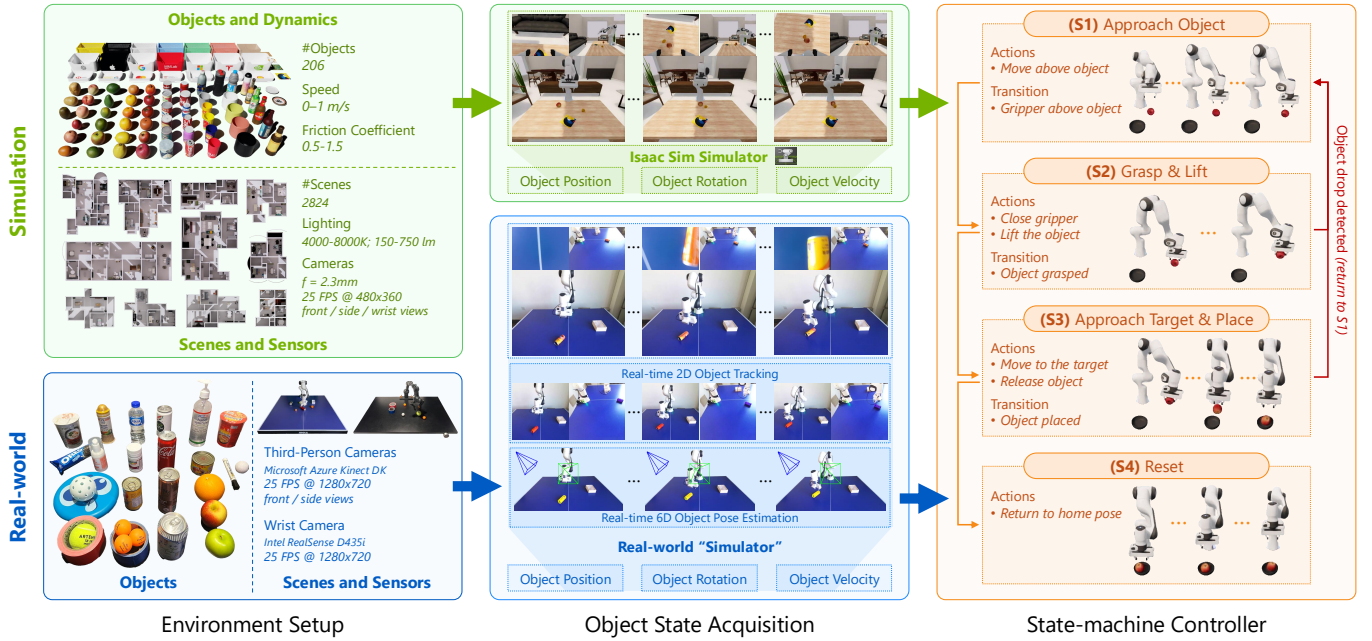 Simulation
Objects and Dynamics
#Objects
206
Speed
0–1 m/s
Friction Coefficient
0.5-1.5
#Scenes
2824
Lighting
4000-8000K; 150-750 lm
Cameras
f = 2.3mm
25 FPS @ 480x360
front / side / wrist views
Scenes and Sensors
Real-world
Third-Person Cameras
Microsoft Azure Kinect DK
25 FPS @ 1280x720
front / side views
Wrist Camera
Intel RealSense D435i
25 FPS @ 1280x720
Objects
Scenes and Sensors
Environment Setup
Isaac Sim Simulator
Object Position
Object Rotation
Object Velocity
Real-time 2D Object Tracking
Real-time 6D Object Pose Estimation
Real-world “Simulator”
Object Position
Object Rotation
Object Velocity
Object State Acquisition
(S1) Approach Object
Actions
• Move above object
Transition
• Gripper above object
(S2) Grasp & Lift
Actions
• Close gripper
• Lift the object
Transition
• Object grasped
(S3) Approach Target & Place
Actions
• Move to the target
• Release object
Transition
• Object placed
(S4) Reset
Actions
• Return to home pose
Object drop detected (return to S1)
State-machine Controller